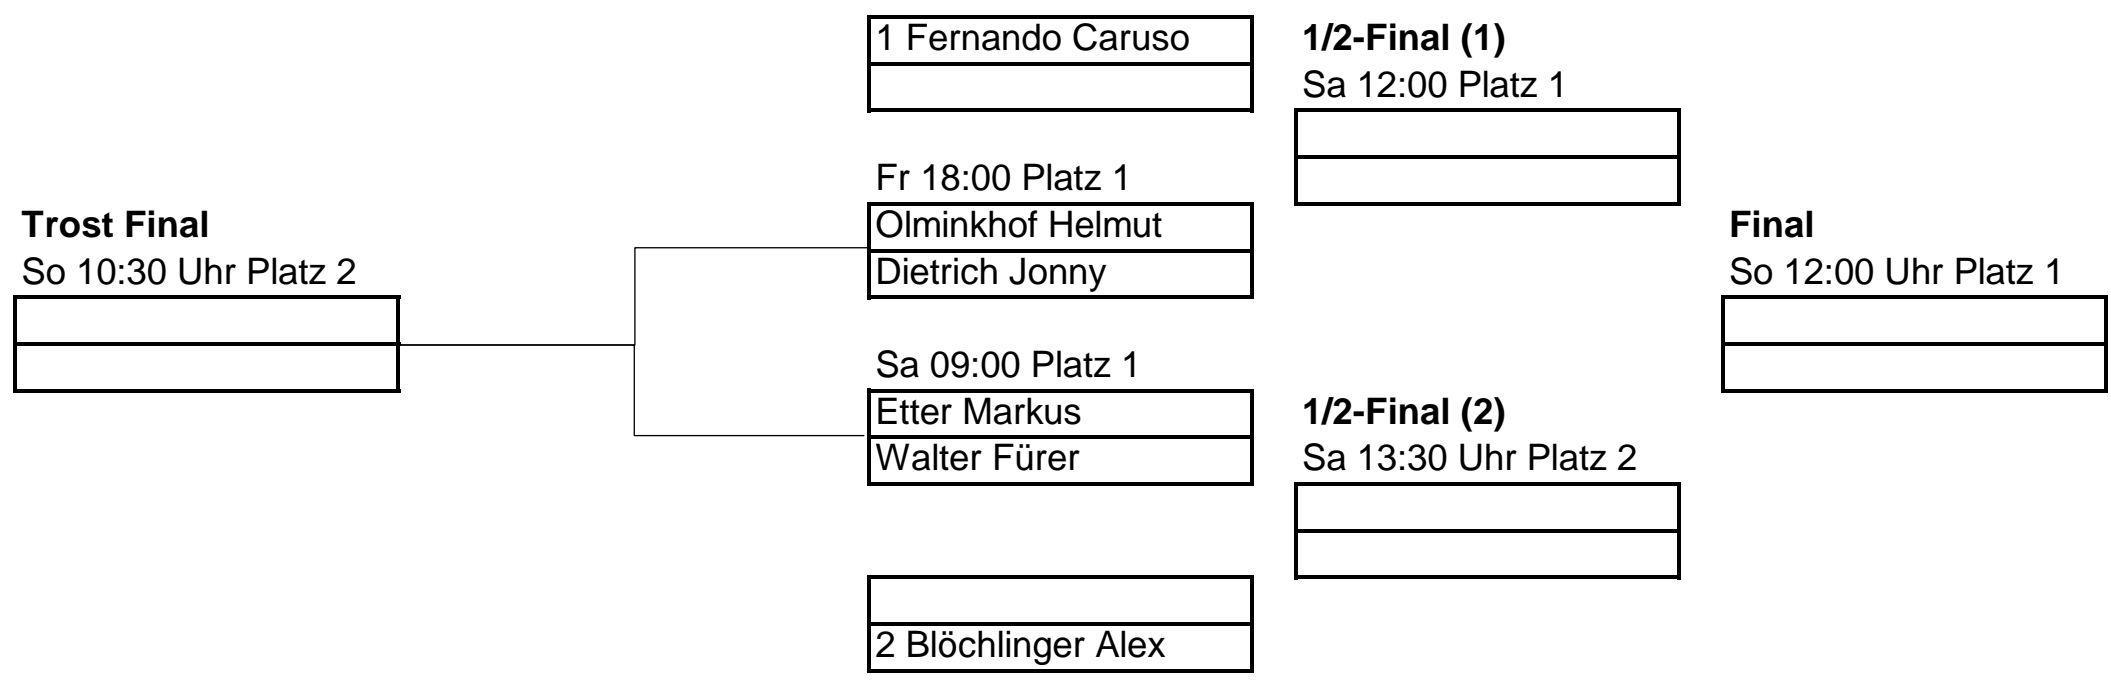 1 Fernando Caruso
1/2-Final (1)
Sa 12:00 Platz 1
Fr 18:00 Platz 1
Trost Final
Olminkhof Helmut
Final
So 10:30 Uhr Platz 2
Dietrich Jonny
So 12:00 Uhr Platz 1
Sa 09:00 Platz 1
Etter Markus
1/2-Final (2)
Walter Fürer
Sa 13:30 Uhr Platz 2
2 Blöchlinger Alex